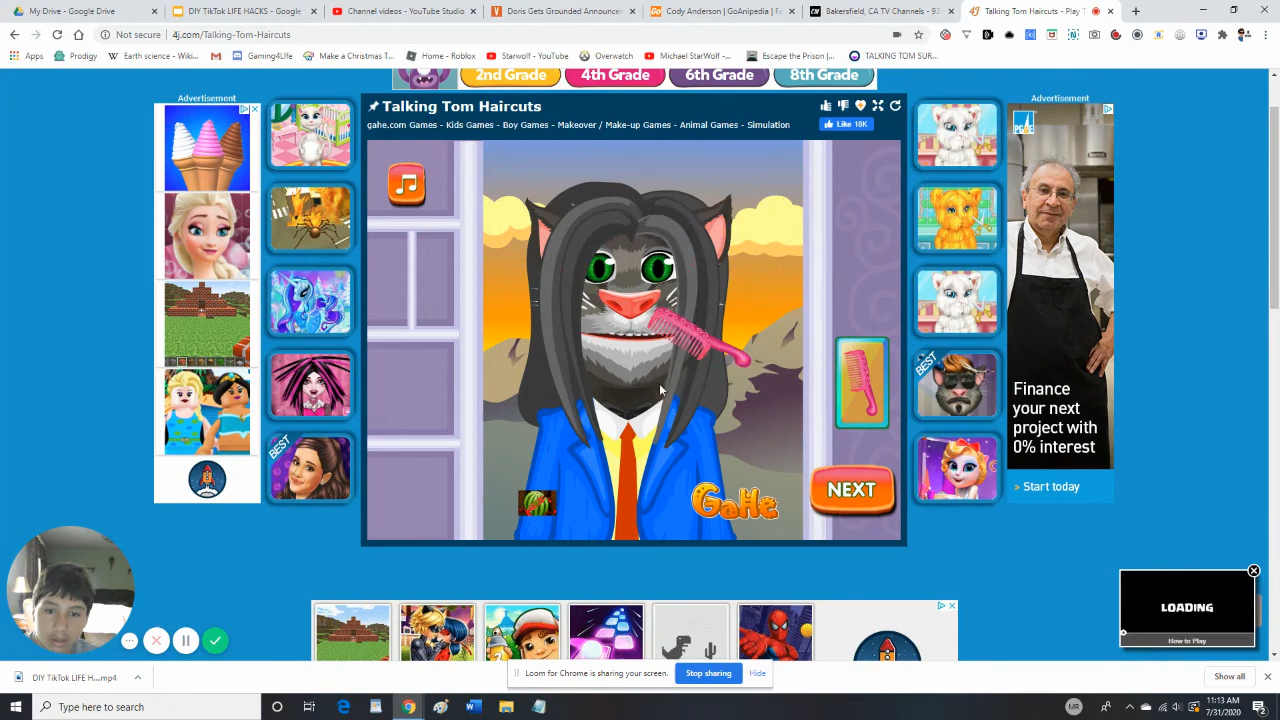 My Drive - Google Drive
DIY TikTok LIFE HACKS - Google
Channel videos - YouTube Studio
Doris Gets Grounded Announcer
Cody Anderson | GoAnipedia | Fa
Bakersfield, CA TV Channels - 93
Talking Tom Haircuts - Play T
Not secure
4j.com/Talking-Tom-Haircuts
Apps
Prodigy
Earth science - Wiki...
Gaming4Life
Make a Christmas T...
Home - Roblox
Starwolf - YouTube
Overwatch
Michael StarWolf -...
Escape the Prison |...
TALKING TOM SUR...
2nd Grade
4th Grade
6th Grade
8th Grade
Advertisement
Talking Tom Haircuts
Advertisement
gahe.com Games - Kids Games - Boy Games - Makeover / Make-up Games - Animal Games - Simulation
Like 18K
BEST
BEST
Finance
your next
project with
0% interest
> Start today
NEXT
GaHe
LOADING
How to Play
DIY TikTok LIFE H....mp4
Loom for Chrome is sharing your screen.
Stop sharing
Hide
Show all
Type here to search
MR
11:13 AM
7/31/2020
2